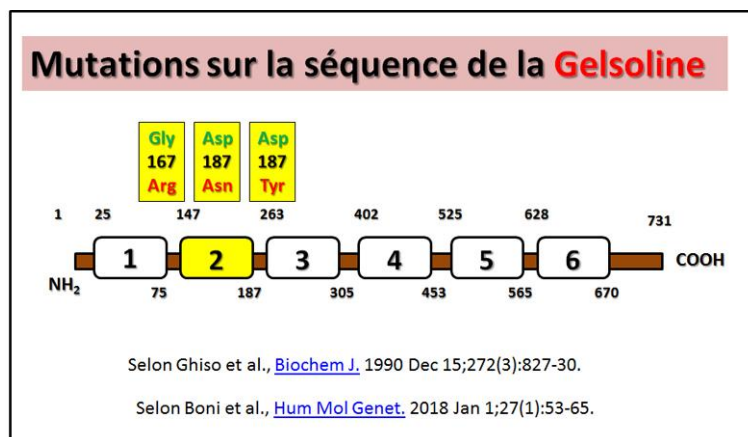 Mutations sur la séquence de la Gelsoline
Gly Asp Asp
167 187 187
Arg Asn Tyr
1 25 147 263 402 525 628 731
1 2 3 4 5 6 COOH
NH2 75 187 305 453 565 670
Selon Ghiso et al., Biochem J. 1990 Dec 15;272(3):827-30.
Selon Boni et al., Hum Mol Genet. 2018 Jan 1;27(1):53-65.